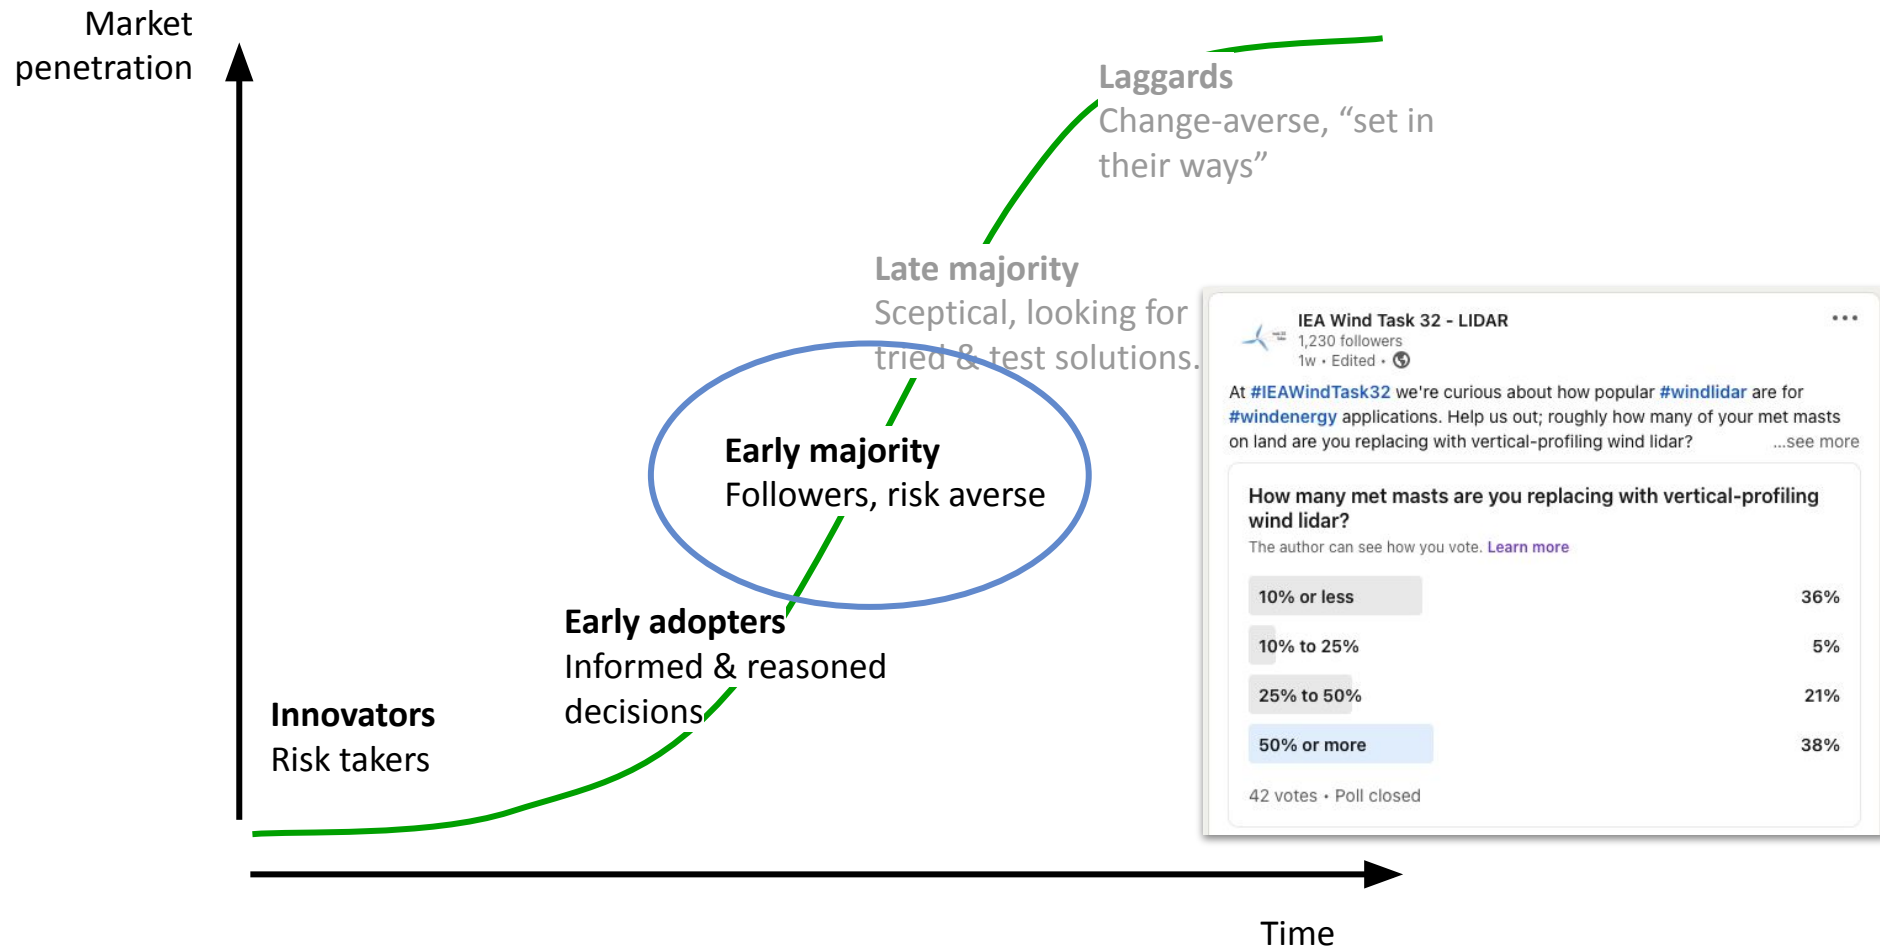 Market
penetration
Laggards
Change-averse, “set in
their ways”
Late majority
Sceptical, looking for
tried & test solutions.
Early majority
Followers, risk averse
Early adopters
Informed & reasoned
decisions
Innovators
Risk takers
Time
IEA Wind Task 32 - LIDAR
1,230 followers
1w • Edited •
At #IEAWindTask32 we're curious about how popular #windlidar are for
#windenergy applications. Help us out; roughly how many of your met masts
on land are you replacing with vertical-profiling wind lidar? ...see more
How many met masts are you replacing with vertical-profiling
wind lidar?
The author can see how you vote. Learn more
10% or less 36%
10% to 25% 5%
25% to 50% 21%
50% or more 38%
42 votes • Poll closed